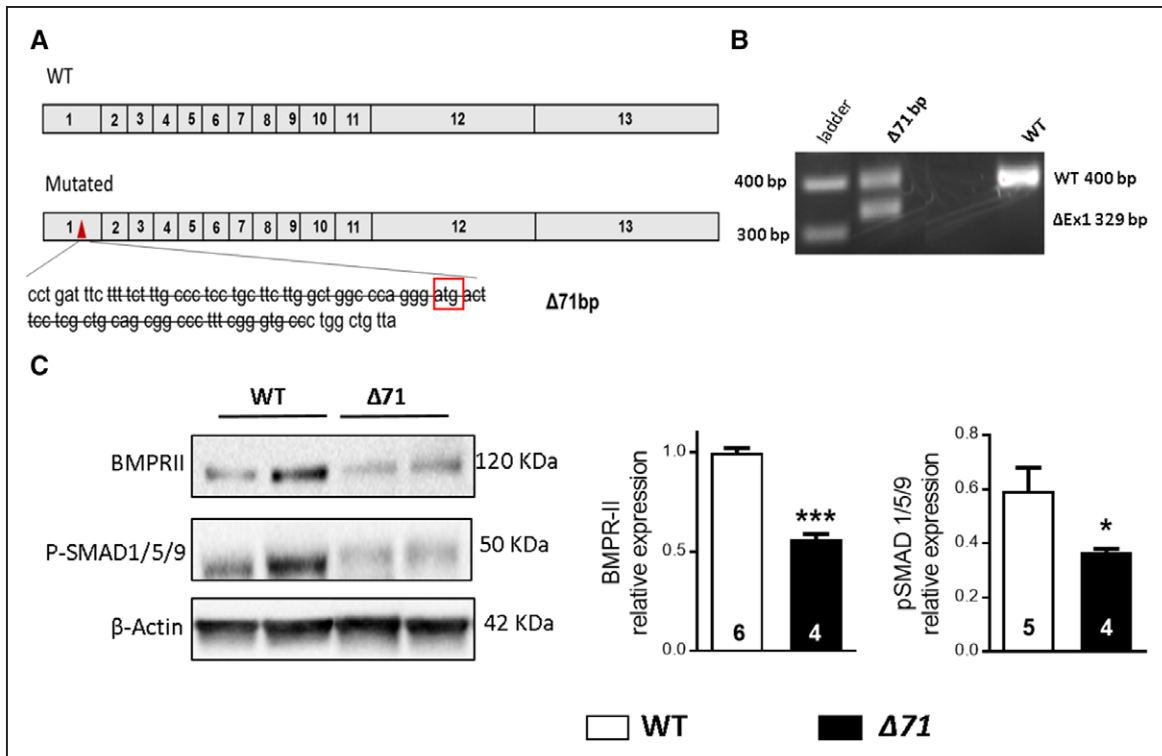 A
WT
1 2 3 4 5 6 7 8 9 10 11 12 13
Mutated
1 2 3 4 5 6 7 8 9 10 11 12 13
cct gat ttc ttt tct ttg ccc tcc tgc ttc ttg gct ggc cca ggg atg act
tcc tcg ctg cag cgg ccc ttt cgg gtg ccc tgg ctg tta
Δ71bp
B
ladder Δ71 bp WT
400 bp WT 400 bp
300 bp ΔEx1 329 bp
C
WT Δ71
BMPRII 120 KDa
P-SMAD1/5/9 50 KDa
β-Actin 42 KDa
BMPR-II
relative expression
1.0
0.5
0.0
***
6 4
pSMAD 1/5/9
relative expression
0.8
0.6
0.4
0.2
0.0
*
5 4
WT Δ71